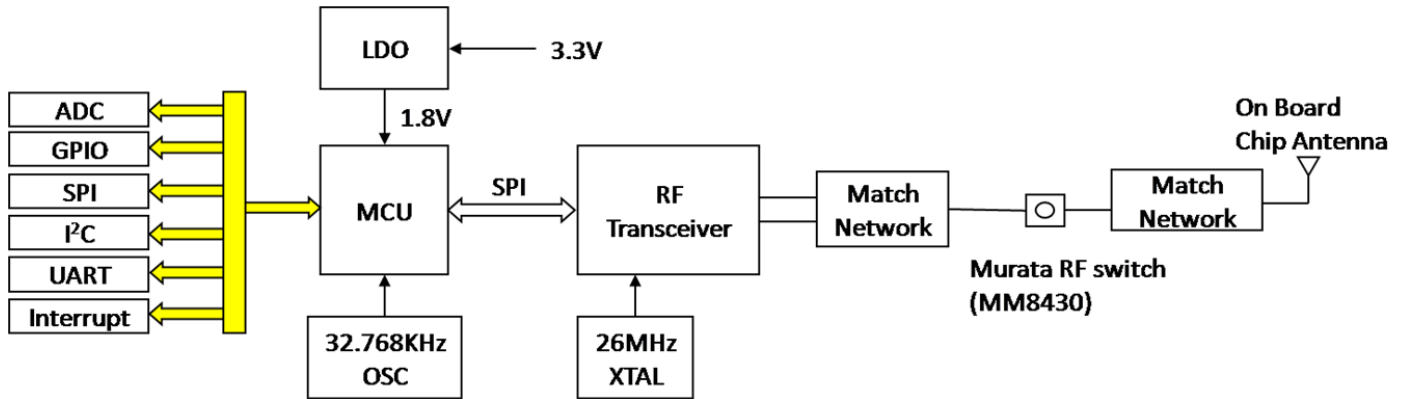 LDO
3.3V
1.8V
ADC
GPIO
SPI
I²C
UART
Interrupt
MCU
SPI
RF
Transceiver
Match
Network
Murata RF switch
(MM8430)
Match
Network
On Board
Chip Antenna
32.768KHz
OSC
26MHz
XTAL